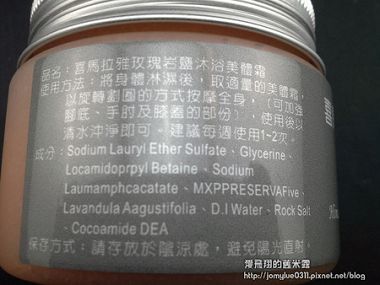 品名：喜馬拉雅玫瑰岩鹽沐浴美體霜
使用方法：將身體淋濕後，取適量的美體霜，
以旋轉劃圈的方式按摩全身，(可加強
腳底、手肘及膝蓋的部份)，使用後以
清水沖淨即可。建議每週使用1~2次。
成份：Sodium Lauryl Ether Sulfate、Glycerine、
Locamidoprpyl Betaine、Sodium
Laumamphcacatate、MXPPRESERVAFive、
Lavandula Aagustifolia、D.I Water、Rock Salt
、Cocoamide DEA
保存方式：請存放於陰涼處，避免陽光直射。
漫飛翔的舊米露
http://jomylue0311.pixnet.net/blog